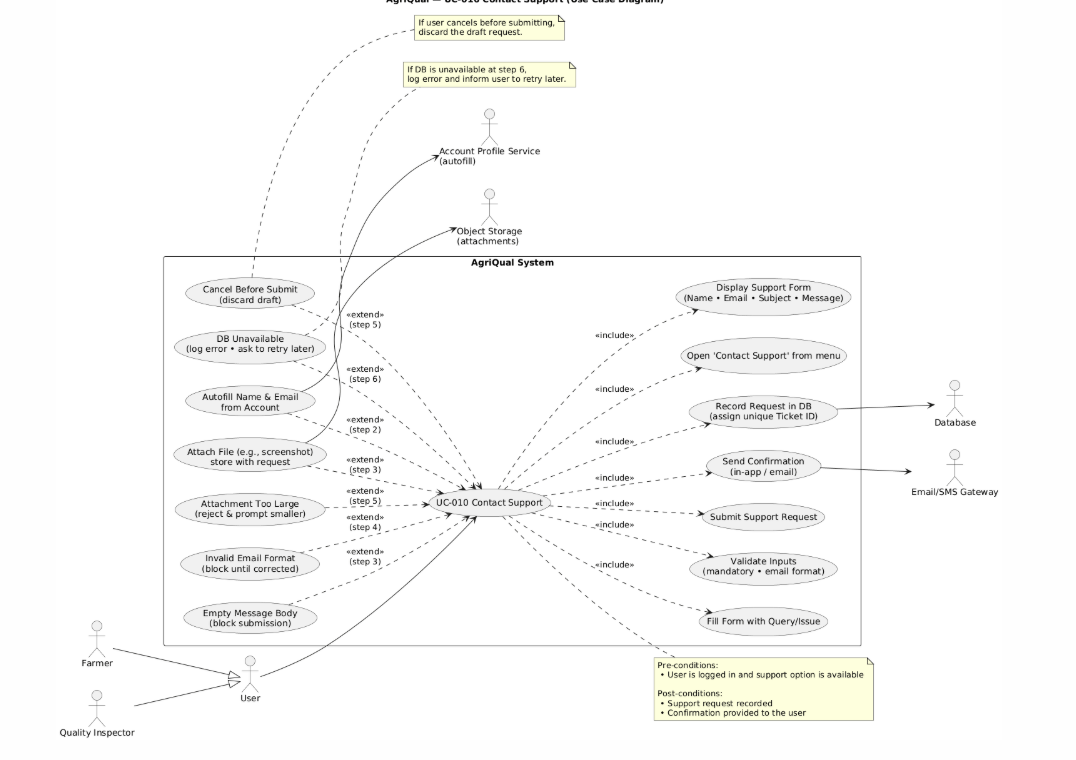 AgriQual — UC-010 Contact Support (Use Case Diagram)
If user cancels before submitting,
discard the draft request.
If DB is unavailable at step 6,
log error and inform user to retry later.
Account Profile Service
(autofill)
Object Storage
(attachments)
AgriQual System
Cancel Before Submit
(discard draft)
«extend»
(step 5)
DB Unavailable
(log error • ask to retry later)
«extend»
(step 6)
Autofill Name & Email
from Account
«extend»
(step 2)
Attach File (e.g., screenshot)
store with request
«extend»
(step 3)
Attachment Too Large
(reject & prompt smaller)
«extend»
(step 5)
Invalid Email Format
(block until corrected)
«extend»
(step 4)
Empty Message Body
(block submission)
«extend»
(step 3)
UC-010 Contact Support
«include»
Display Support Form
(Name • Email • Subject • Message)
«include»
Open 'Contact Support' from menu
«include»
Record Request in DB
(assign unique Ticket ID)
«include»
Send Confirmation
(in-app / email)
«include»
Submit Support Request
«include»
Validate Inputs
(mandatory • email format)
«include»
Fill Form with Query/Issue
Database
Email/SMS Gateway
Farmer
User
Quality Inspector
Pre-conditions:
• User is logged in and support option is available
Post-conditions:
• Support request recorded
• Confirmation provided to the user